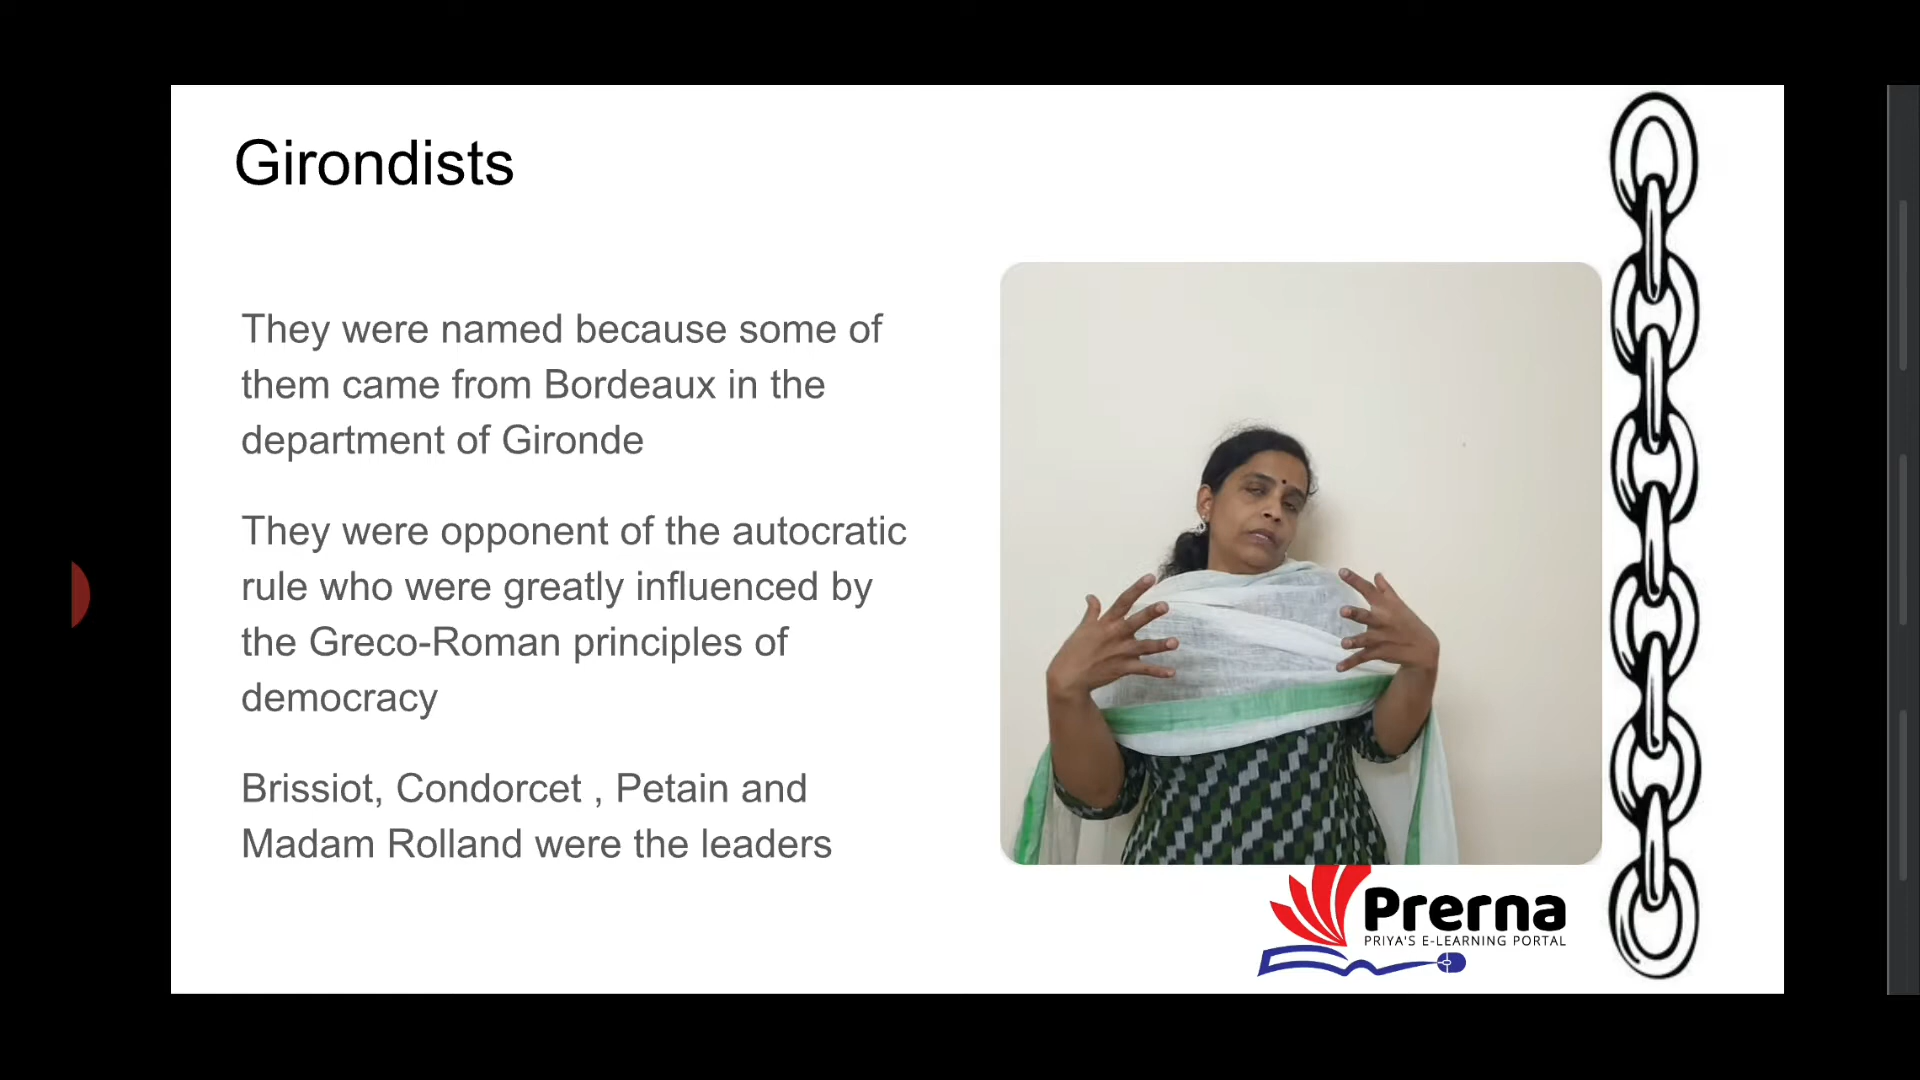 Girondists
They were named because some of
them came from Bordeaux in the
department of Gironde
They were opponent of the autocratic
rule who were greatly influenced by
the Greco-Roman principles of
democracy
Brissiot, Condorcet , Petain and
Madam Rolland were the leaders
Prerna
PRIYA'S E-LEARNING PORTAL